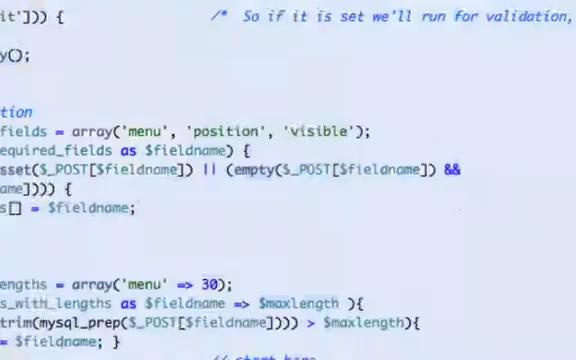 it'])) { /* So if it is set we'll run for validation,
y();
tion
fields = array('menu', 'position', 'visible');
equired_fields as $fieldname) {
sset($_POST[$fieldname]) || (empty($_POST[$fieldname]) &&
ame]))) {
s[] = $fieldname;
engths = array('menu' => 30);
s_with_lengths as $fieldname => $maxlength ){
trim(mysql_prep($_POST[$fieldname]))) > $maxlength){
= $fieldname; }
// start here